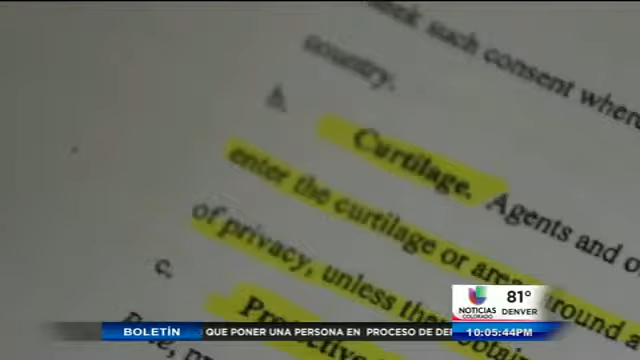 such consent where
country.
b. Curtilage. Agents and o
enter the curtilage or area around a
of privacy, unless they obtain
c.
NOTICIAS
COLORADO
81°
DENVER
BOLETÍN
QUE PONER UNA PERSONA EN PROCESO DE DE
10:05:44PM